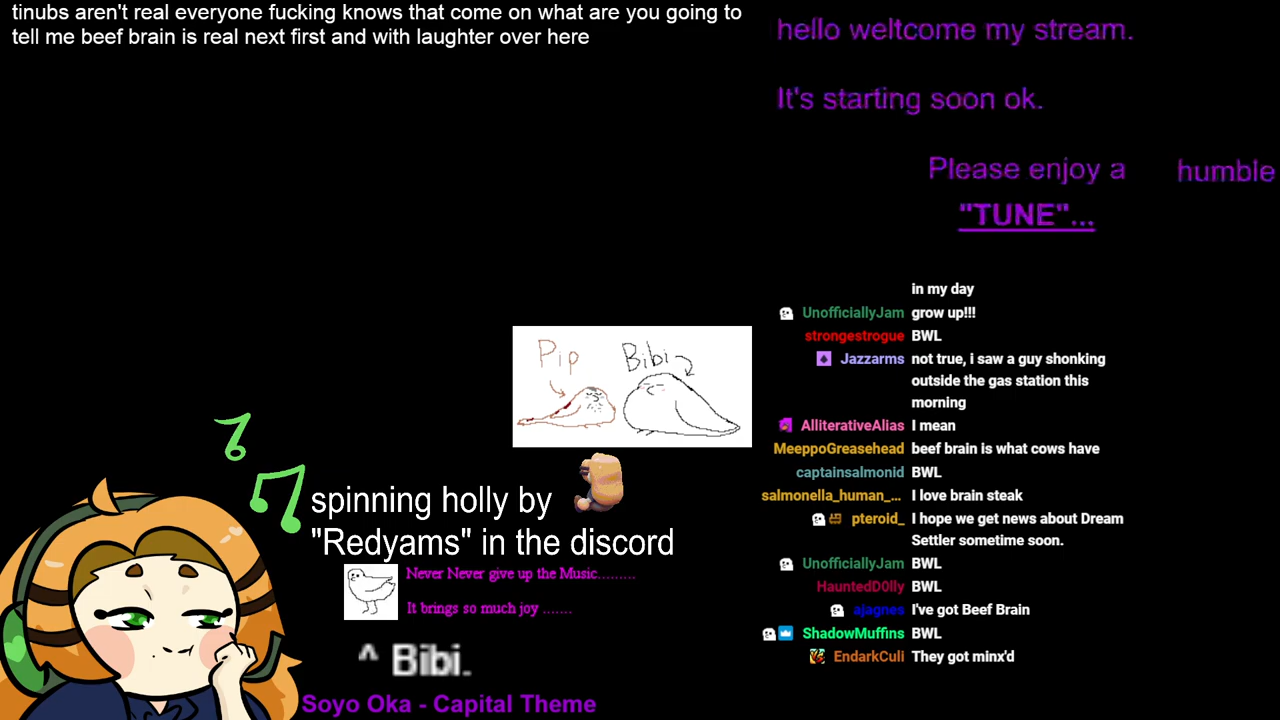 tinubs aren't real everyone fucking knows that come on what are you going to
tell me beef brain is real next first and with laughter over here
hello weltcome my stream.
It's starting soon ok.
Please enjoy a humble
"TUNE"...
in my day
UnofficiallyJam grow up!!!
strongestrogue BWL
Jazzarms not true, i saw a guy shonking
outside the gas station this
morning
AlliterativeAlias I mean
MeeppoGreasehead beef brain is what cows have
captainsalmonid BWL
salmonella_human_... I love brain steak
pteroid_ I hope we get news about Dream
Settler sometime soon.
UnofficiallyJam BWL
HauntedD0lly BWL
ajagnes I've got Beef Brain
ShadowMuffins BWL
EndarkCuli They got minx'd
Pip
Bibi
spinning holly by
"Redyams" in the discord
Never Never give up the Music.........
It brings so much joy .......
^ Bibi.
Soyo Oka - Capital Theme